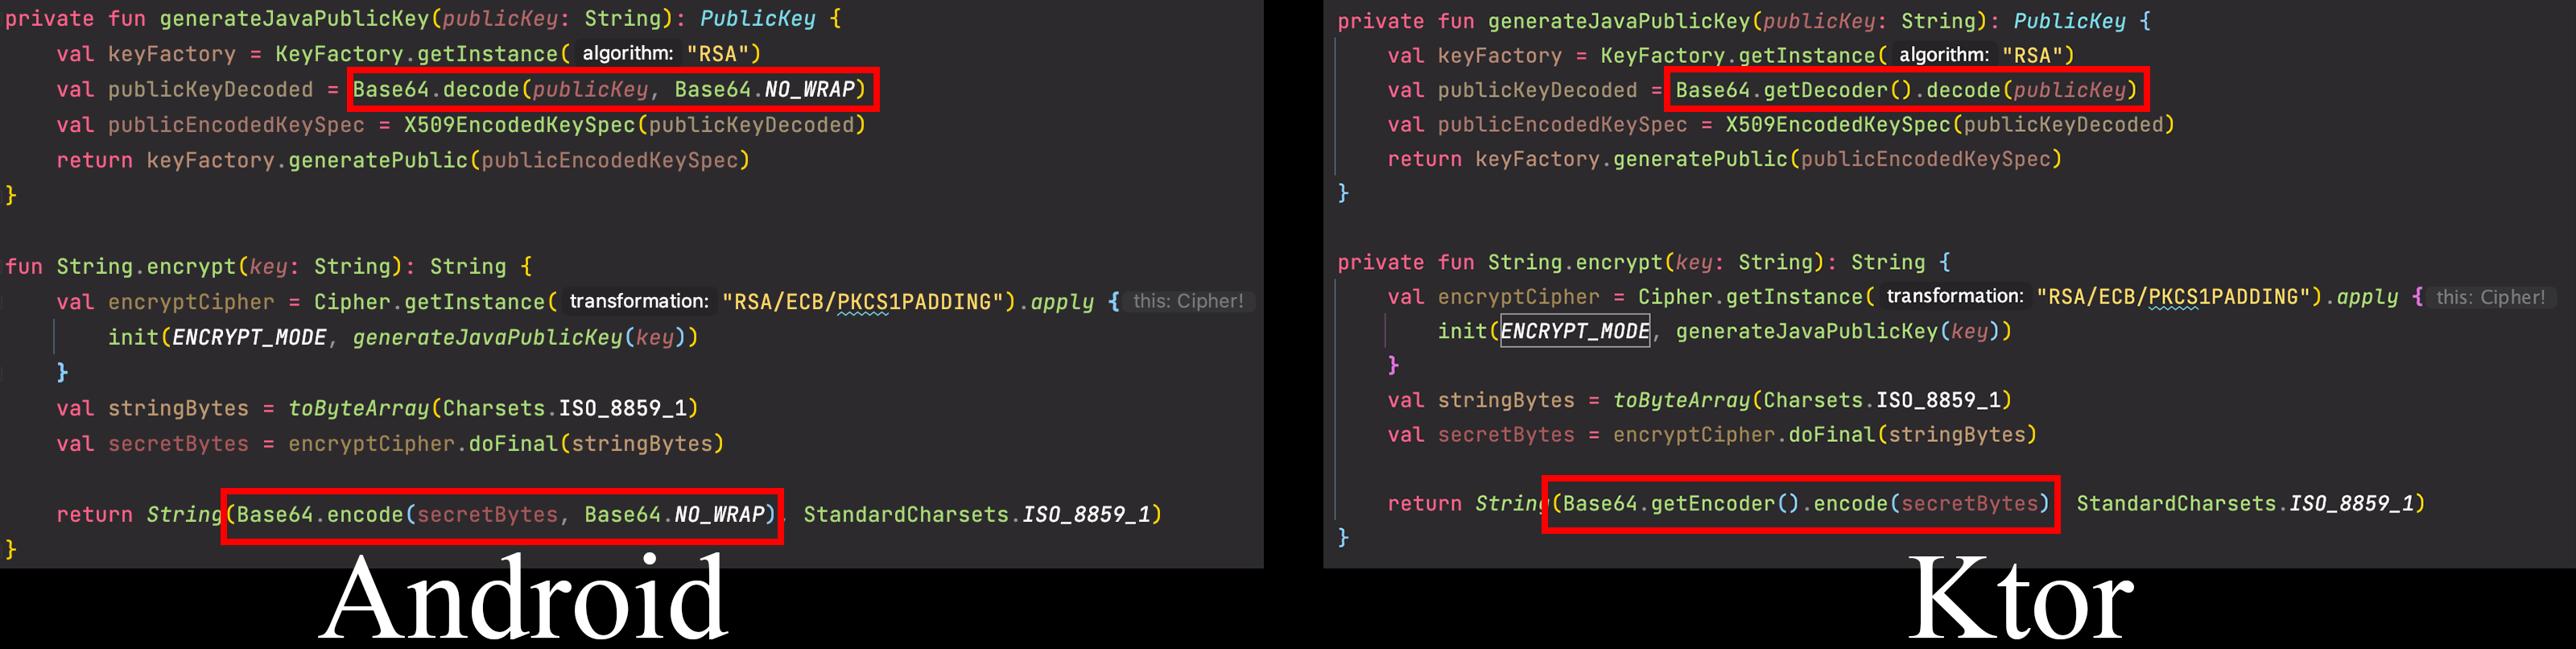 private fun generateJavaPublicKey(publicKey: String): PublicKey {
    val keyFactory = KeyFactory.getInstance( algorithm: "RSA")
    val publicKeyDecoded = Base64.decode(publicKey, Base64.NO_WRAP)
    val publicEncodedKeySpec = X509EncodedKeySpec(publicKeyDecoded)
    return keyFactory.generatePublic(publicEncodedKeySpec)
}
fun String.encrypt(key: String): String {
    val encryptCipher = Cipher.getInstance( transformation: "RSA/ECB/PKCS1PADDING").apply { this: Cipher!
        init(ENCRYPT_MODE, generateJavaPublicKey(key))
    }
    val stringBytes = toByteArray(Charsets.ISO_8859_1)
    val secretBytes = encryptCipher.doFinal(stringBytes)
    return String(Base64.encode(secretBytes, Base64.NO_WRAP), StandardCharsets.ISO_8859_1)
}
Android
private fun generateJavaPublicKey(publicKey: String): PublicKey {
    val keyFactory = KeyFactory.getInstance( algorithm: "RSA")
    val publicKeyDecoded = Base64.getDecoder().decode(publicKey)
    val publicEncodedKeySpec = X509EncodedKeySpec(publicKeyDecoded)
    return keyFactory.generatePublic(publicEncodedKeySpec)
}
private fun String.encrypt(key: String): String {
    val encryptCipher = Cipher.getInstance( transformation: "RSA/ECB/PKCS1PADDING").apply { this: Cipher!
        init(ENCRYPT_MODE, generateJavaPublicKey(key))
    }
    val stringBytes = toByteArray(Charsets.ISO_8859_1)
    val secretBytes = encryptCipher.doFinal(stringBytes)
    return String(Base64.getEncoder().encode(secretBytes) StandardCharsets.ISO_8859_1)
}
Ktor